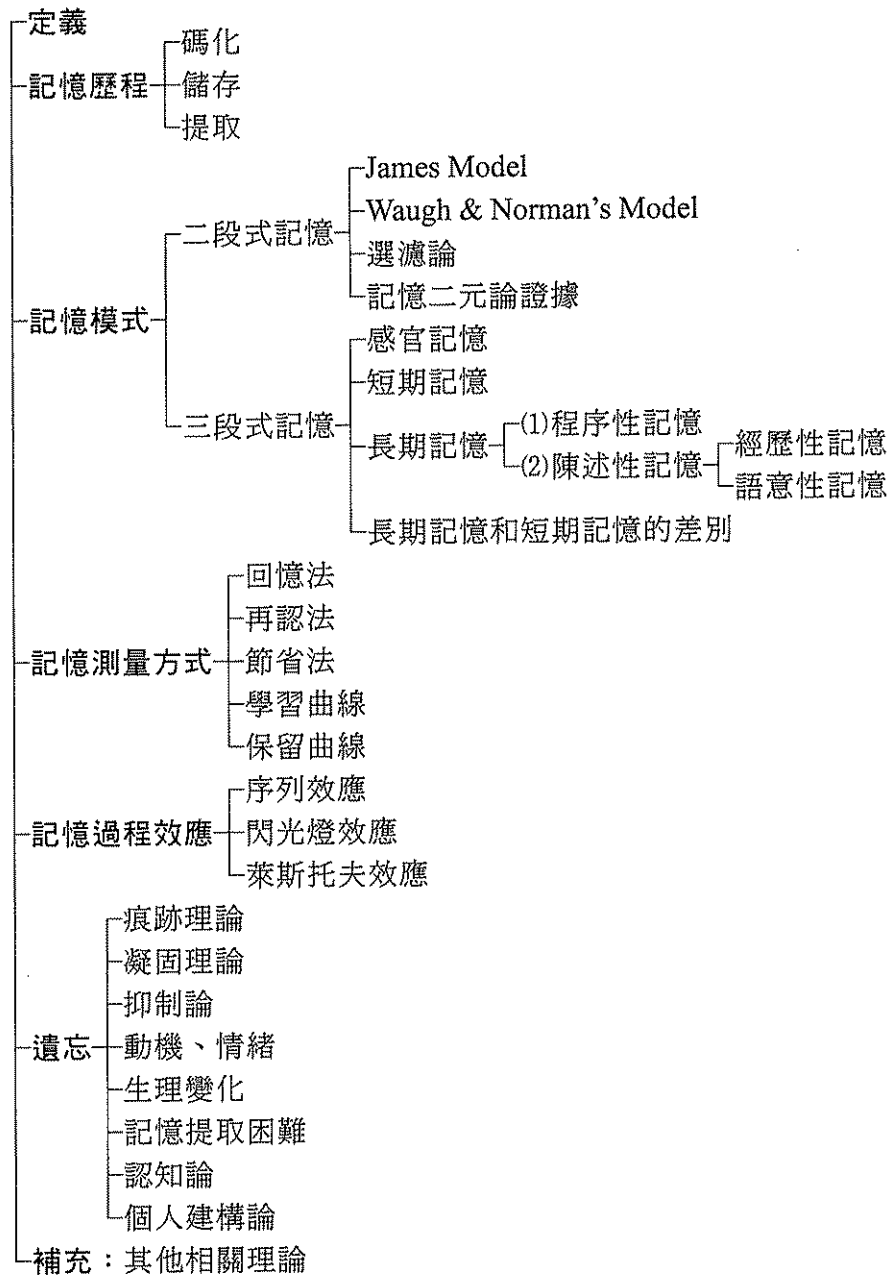 定義
記憶歷程
碼化
儲存
提取
記憶模式
二段式記憶
James Model
Waugh & Norman's Model
選濾論
記憶二元論證據
三段式記憶
感官記憶
短期記憶
長期記憶
(1)程序性記憶
(2)陳述性記憶
經歷性記憶
語意性記憶
長期記憶和短期記憶的差別
記憶測量方式
回憶法
再認法
節省法
學習曲線
保留曲線
記憶過程效應
序列效應
閃光燈效應
萊斯托夫效應
遺忘
痕跡理論
凝固理論
抑制論
動機、情緒
生理變化
記憶提取困難
認知論
個人建構論
補充：其他相關理論